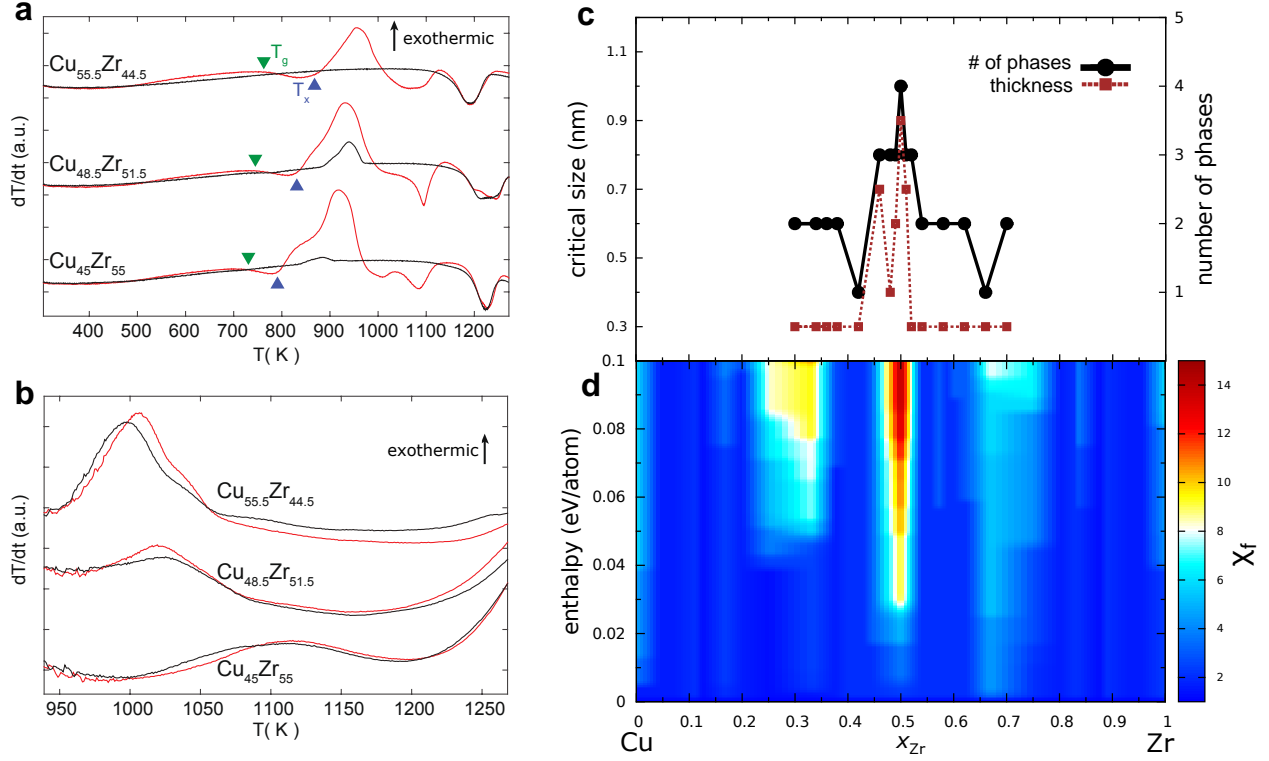 a
exothermic
Cu55.5Zr44.5
Tg
Tx
Cu48.5Zr51.5
Cu45Zr55
dT/dt (a.u.)
400 500 600 700 800 900 1000 1100 1200
T( K )
b
exothermic
Cu55.5Zr44.5
Cu48.5Zr51.5
Cu45Zr55
dT/dt (a.u.)
950 1000 1050 1100 1150 1200 1250
T( K )
c
# of phases
thickness
critical size (nm)
1.1
0.9
0.7
0.5
0.3
number of phases
5
4
3
2
1
d
enthalpy (eV/atom)
0.1
0.08
0.06
0.04
0.02
0
0 0.1 0.2 0.3 0.4 0.5 0.6 0.7 0.8 0.9 1
Cu xZr Zr
14
12
10
8
6
4
2
χf